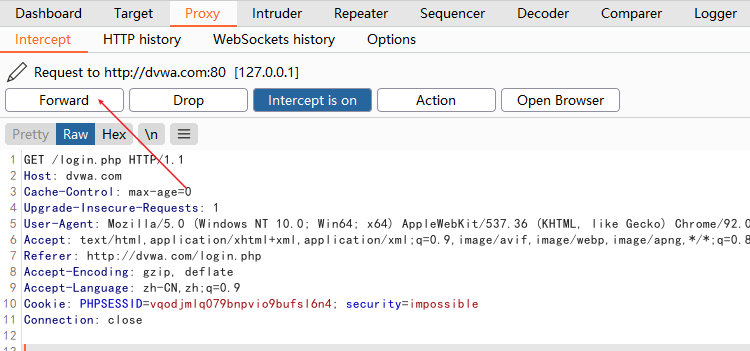 Dashboard Target Proxy Intruder Repeater Sequencer Decoder Comparer Logger
Intercept HTTP history WebSockets history Options
Request to http://dvwa.com:80 [127.0.0.1]
Forward Drop Intercept is on Action Open Browser
Pretty Raw Hex \n
1 GET /login.php HTTP/1.1
2 Host: dvwa.com
3 Cache-Control: max-age=0
4 Upgrade-Insecure-Requests: 1
5 User-Agent: Mozilla/5.0 (Windows NT 10.0; Win64; x64) AppleWebKit/537.36 (KHTML, like Gecko) Chrome/92.0
6 Accept: text/html,application/xhtml+xml,application/xml;q=0.9,image/avif,image/webp,image/apng,*/*;q=0.8
7 Referer: http://dvwa.com/login.php
8 Accept-Encoding: gzip, deflate
9 Accept-Language: zh-CN,zh;q=0.9
10 Cookie: PHPSESSID=vqodjmlq079bnpvio9bufsl6n4; security=impossible
11 Connection: close
12
13